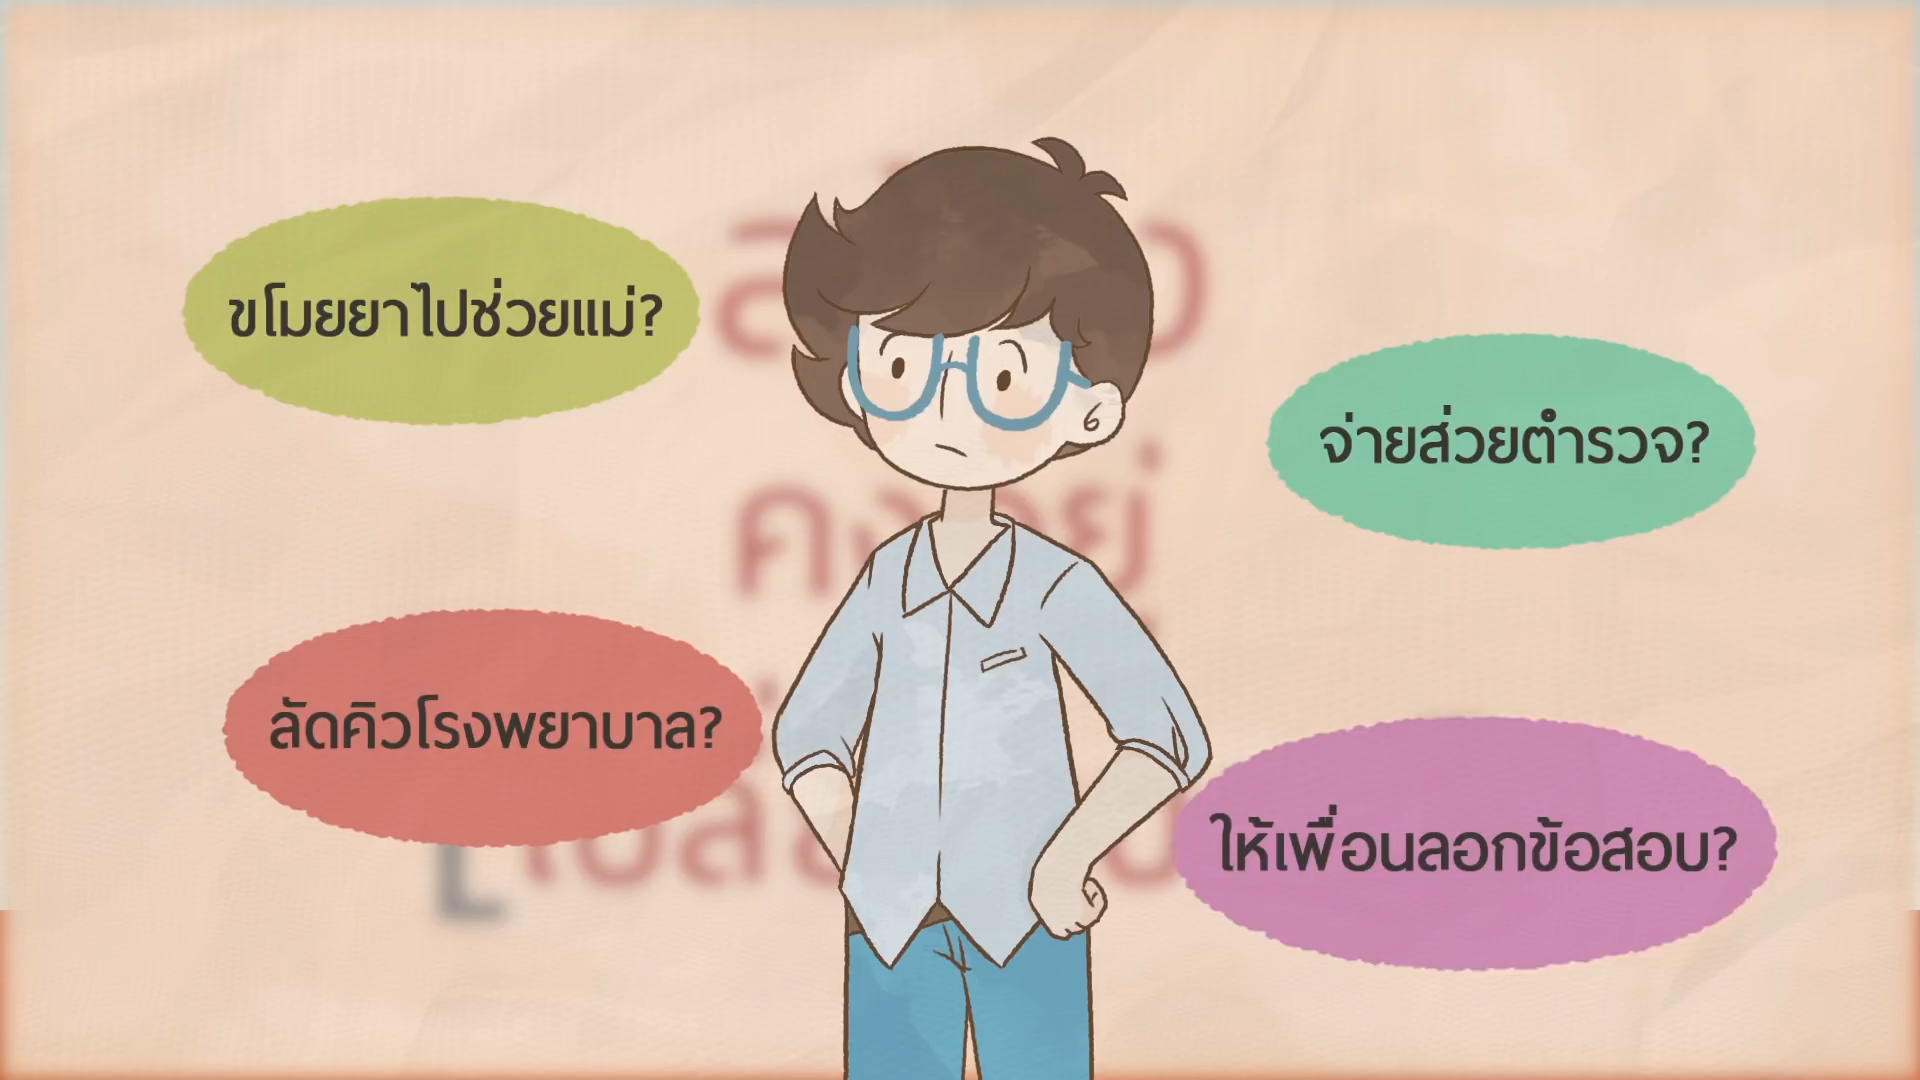 ขโมยยาไปช่วยแม่?
จ่ายส่วยตำรวจ?
ลัดคิวโรงพยาบาล?
ให้เพื่อนลอกข้อสอบ?